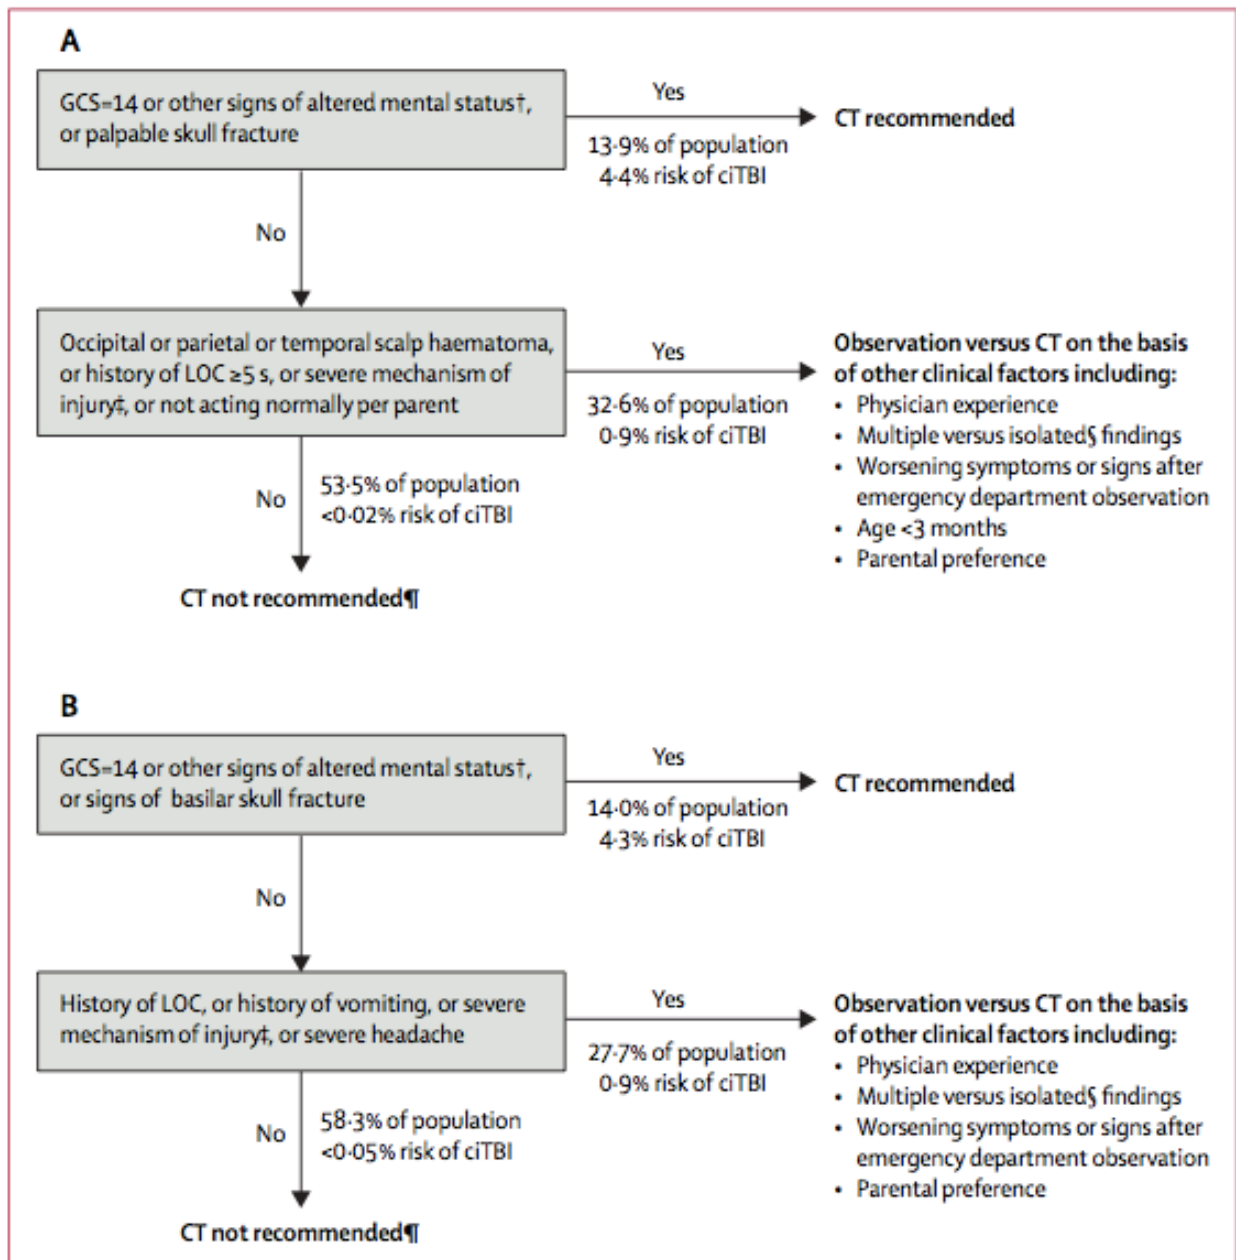 A
GCS=14 or other signs of altered mental status†,
or palpable skull fracture
Yes
13·9% of population
4·4% risk of ciTBI
CT recommended
No
Occipital or parietal or temporal scalp haematoma,
or history of LOC ≥5 s, or severe mechanism of
injury‡, or not acting normally per parent
Yes
32·6% of population
0·9% risk of ciTBI
Observation versus CT on the basis
of other clinical factors including:
• Physician experience
• Multiple versus isolated§ findings
• Worsening symptoms or signs after
emergency department observation
• Age <3 months
• Parental preference
No
53·5% of population
<0·02% risk of ciTBI
CT not recommended¶
B
GCS=14 or other signs of altered mental status†,
or signs of basilar skull fracture
Yes
14·0% of population
4·3% risk of ciTBI
CT recommended
No
History of LOC, or history of vomiting, or severe
mechanism of injury‡, or severe headache
Yes
27·7% of population
0·9% risk of ciTBI
Observation versus CT on the basis
of other clinical factors including:
• Physician experience
• Multiple versus isolated§ findings
• Worsening symptoms or signs after
emergency department observation
• Parental preference
No
58·3% of population
<0·05% risk of ciTBI
CT not recommended¶